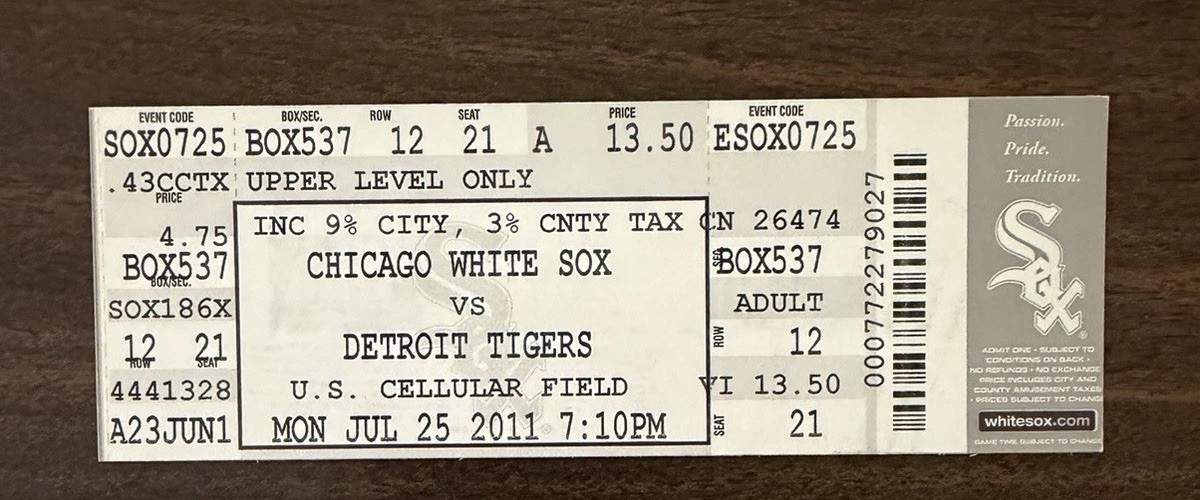 EVENT CODE BOX/SEC. ROW SEAT PRICE EVENT CODE
SOX0725 BOX537 12 21 A 13.50 ESOX0725
.43CCTX UPPER LEVEL ONLY
PRICE
4.75
INC 9% CITY, 3% CNTY TAX
CN 26474
BOX537
BOX/SEC.
CHICAGO WHITE SOX
SEC
BOX537
SOX186X
VS
ADULT
12 21
ROW SEAT
DETROIT TIGERS
ROW
12
4441328
U.S. CELLULAR FIELD
VI 13.50
A23JUN1
MON JUL 25 2011 7:10PM
SEAT
21
0007722279027
Passion.
Pride.
Tradition.
Sox
ADMIT ONE • SUBJECT TO
CONDITIONS ON BACK •
NO REFUNDS • NO EXCHANGE
PRICE INCLUDES CITY AND
COUNTY AMUSEMENT TAXES
• PRICES SUBJECT TO CHANGE
whitesox.com
GAME TIME SUBJECT TO CHANGE